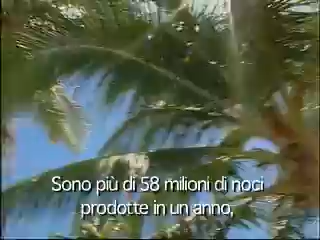 Sono più di 58 milioni di noci
prodotte in un anno,